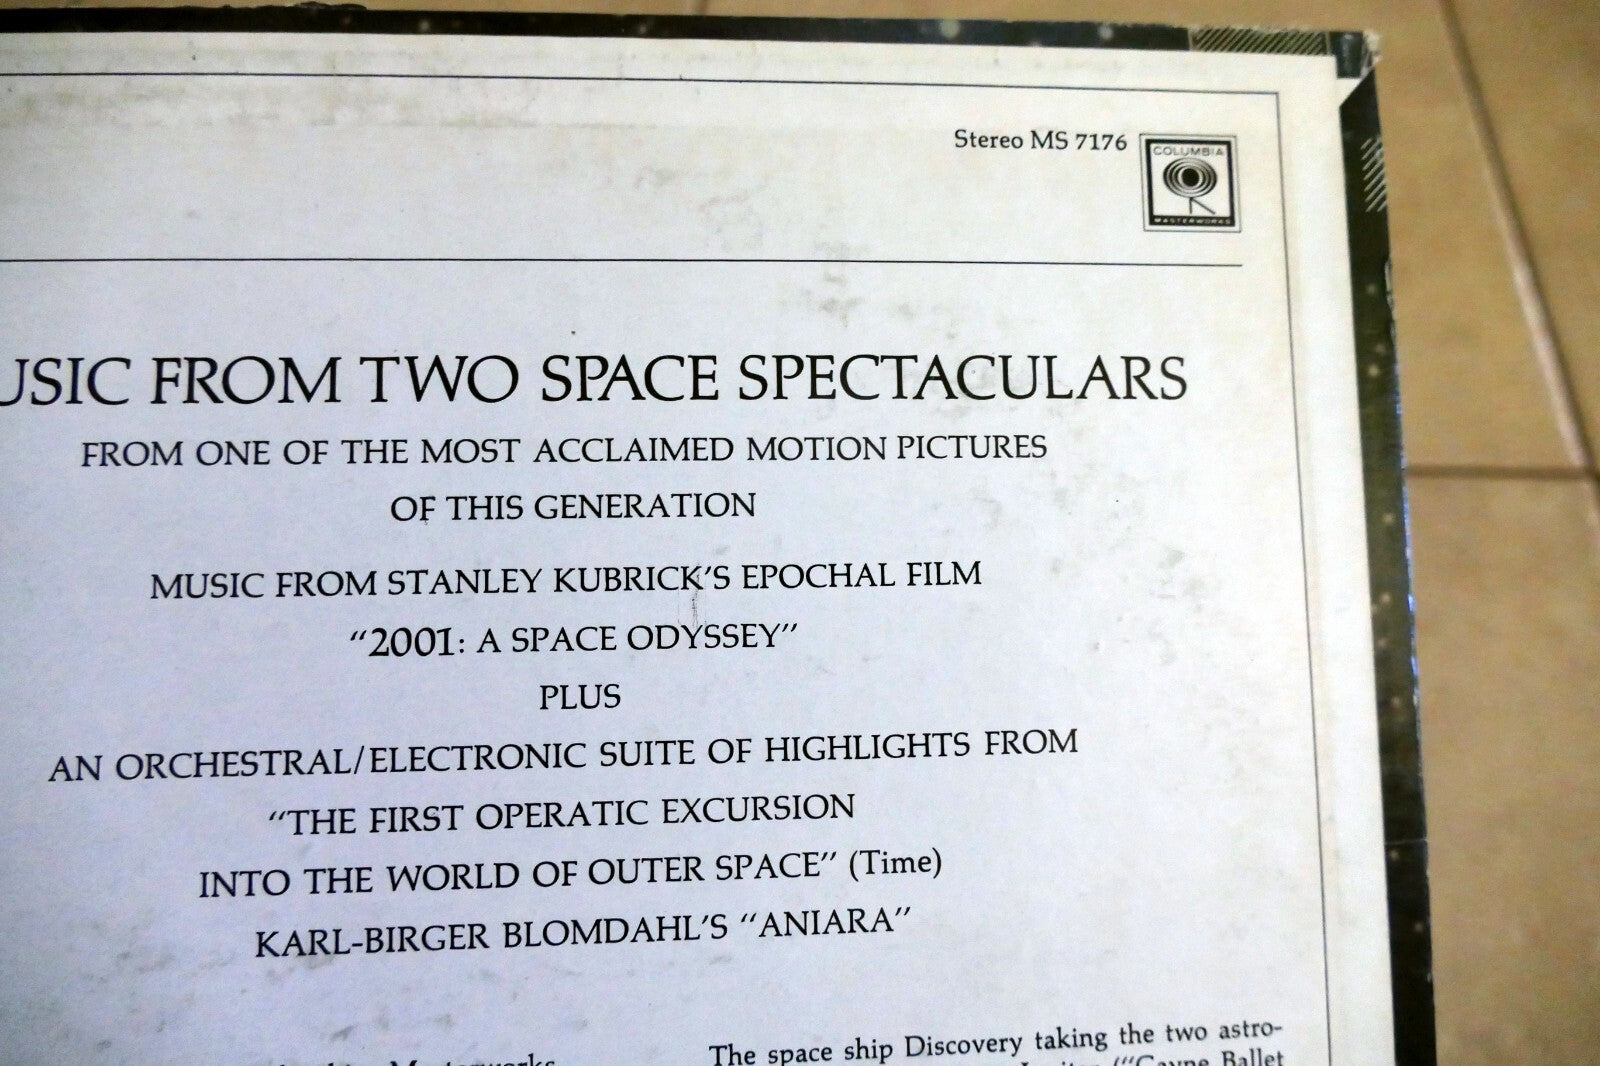 Stereo MS 7176
COLUMBIA
MASTERWORKS
USIC FROM TWO SPACE SPECTACULARS
FROM ONE OF THE MOST ACCLAIMED MOTION PICTURES
OF THIS GENERATION
MUSIC FROM STANLEY KUBRICK'S EPOCHAL FILM
"2001: A SPACE ODYSSEY"
PLUS
AN ORCHESTRAL/ELECTRONIC SUITE OF HIGHLIGHTS FROM
"THE FIRST OPERATIC EXCURSION
INTO THE WORLD OF OUTER SPACE" (Time)
KARL-BIRGER BLOMDAHL'S "ANIARA"
Masterworks
The space ship Discovery taking the two astro-
("Gayne Ballet